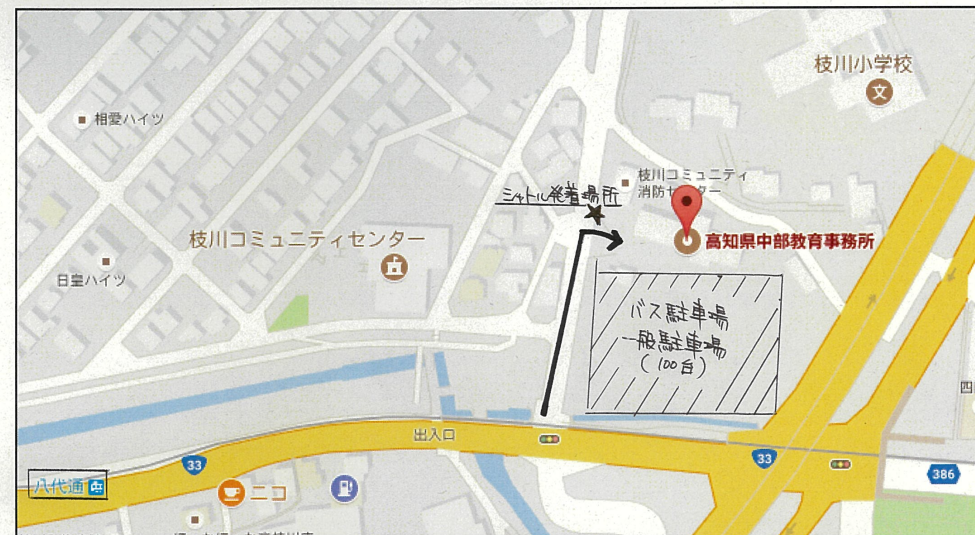 枝川小学校
相愛ハイツ
枝川コミュニティ
消防センター
シャトル発着場所
枝川コミュニティセンター
高知県中部教育事務所
日皇ハイツ
バス駐車場
一般駐車場
(100台)
出入口
33
33
386
八代通
ニコ
四